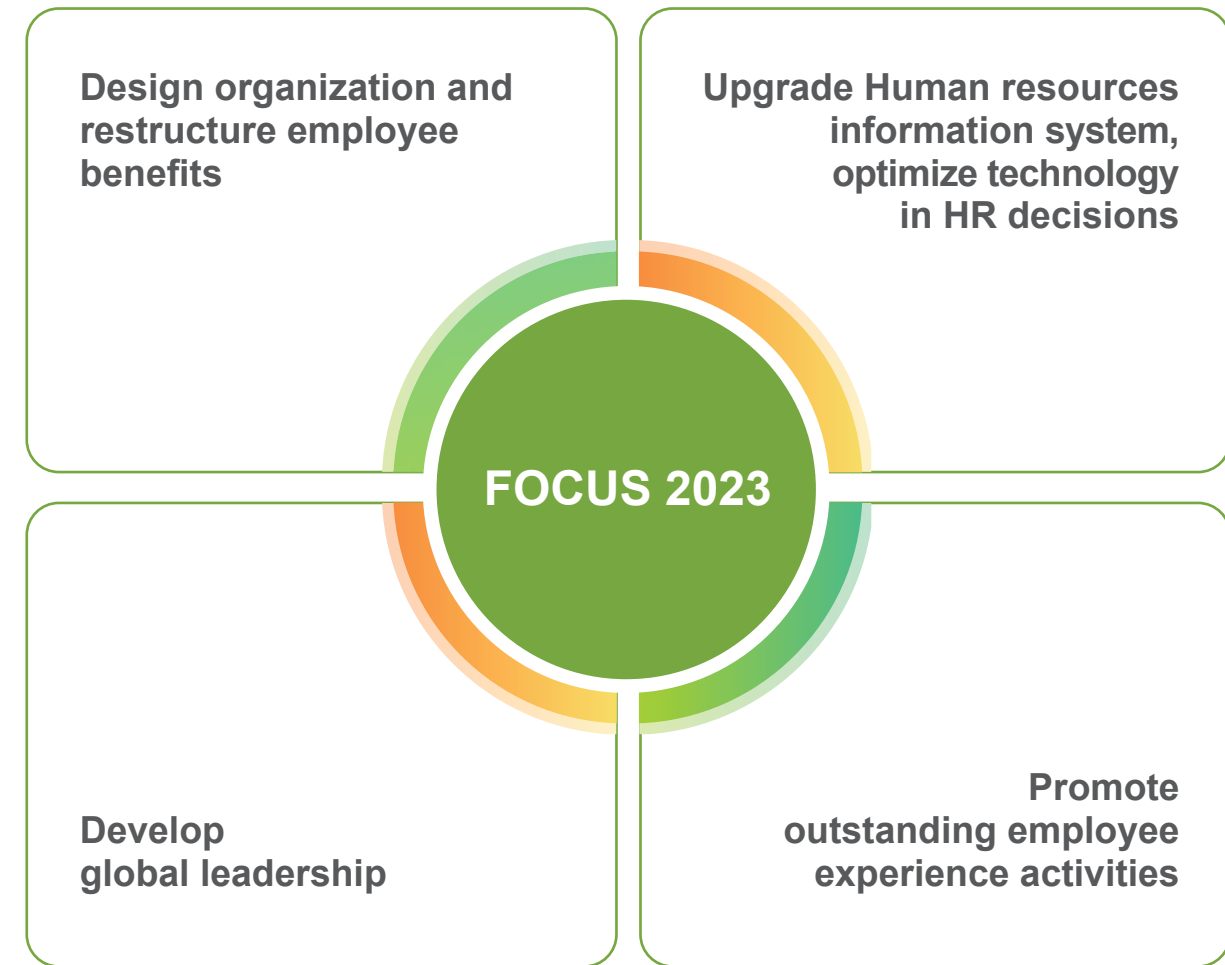 Design organization and
restructure employee
benefits
Upgrade Human resources
information system,
optimize technology
in HR decisions
FOCUS 2023
Develop
global leadership
Promote
outstanding employee
experience activities